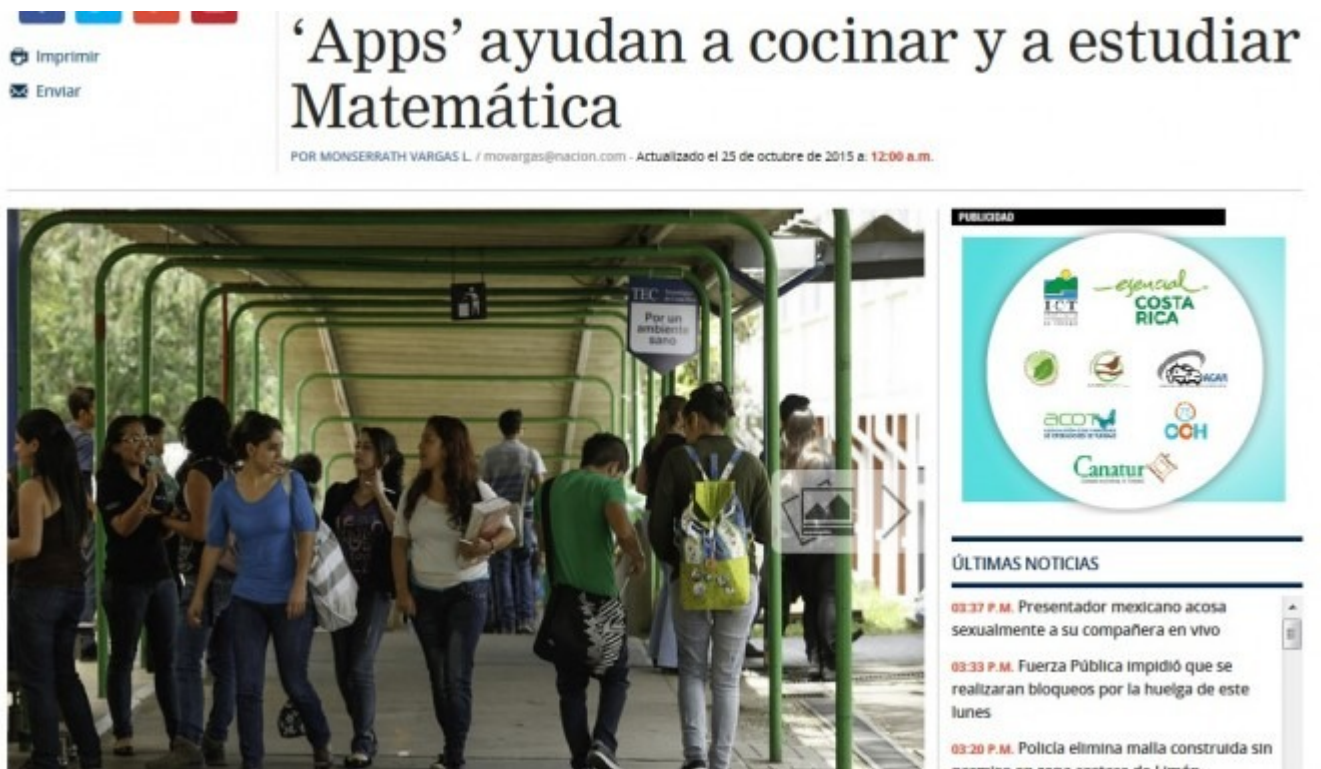 Imprimir
Enviar
‘Apps’ ayudan a cocinar y a estudiar
Matemática
POR MONSERRATH VARGAS L. / movargas@nacion.com - Actualizado el 25 de octubre de 2015 a: 12:00 a.m.
TEC
Por un
ambiente
sano
PUBLICIDAD
ICT
esencial
COSTA
RICA
ACAR
acot
CCH
Canatur
ÚLTIMAS NOTICIAS
03:37 P.M. Presentador mexicano acosa
sexualmente a su compañera en vivo
03:33 P.M. Fuerza Pública impidió que se
realizaran bloqueos por la huelga de este
lunes
03:20 P.M. Policía elimina malla construida sin